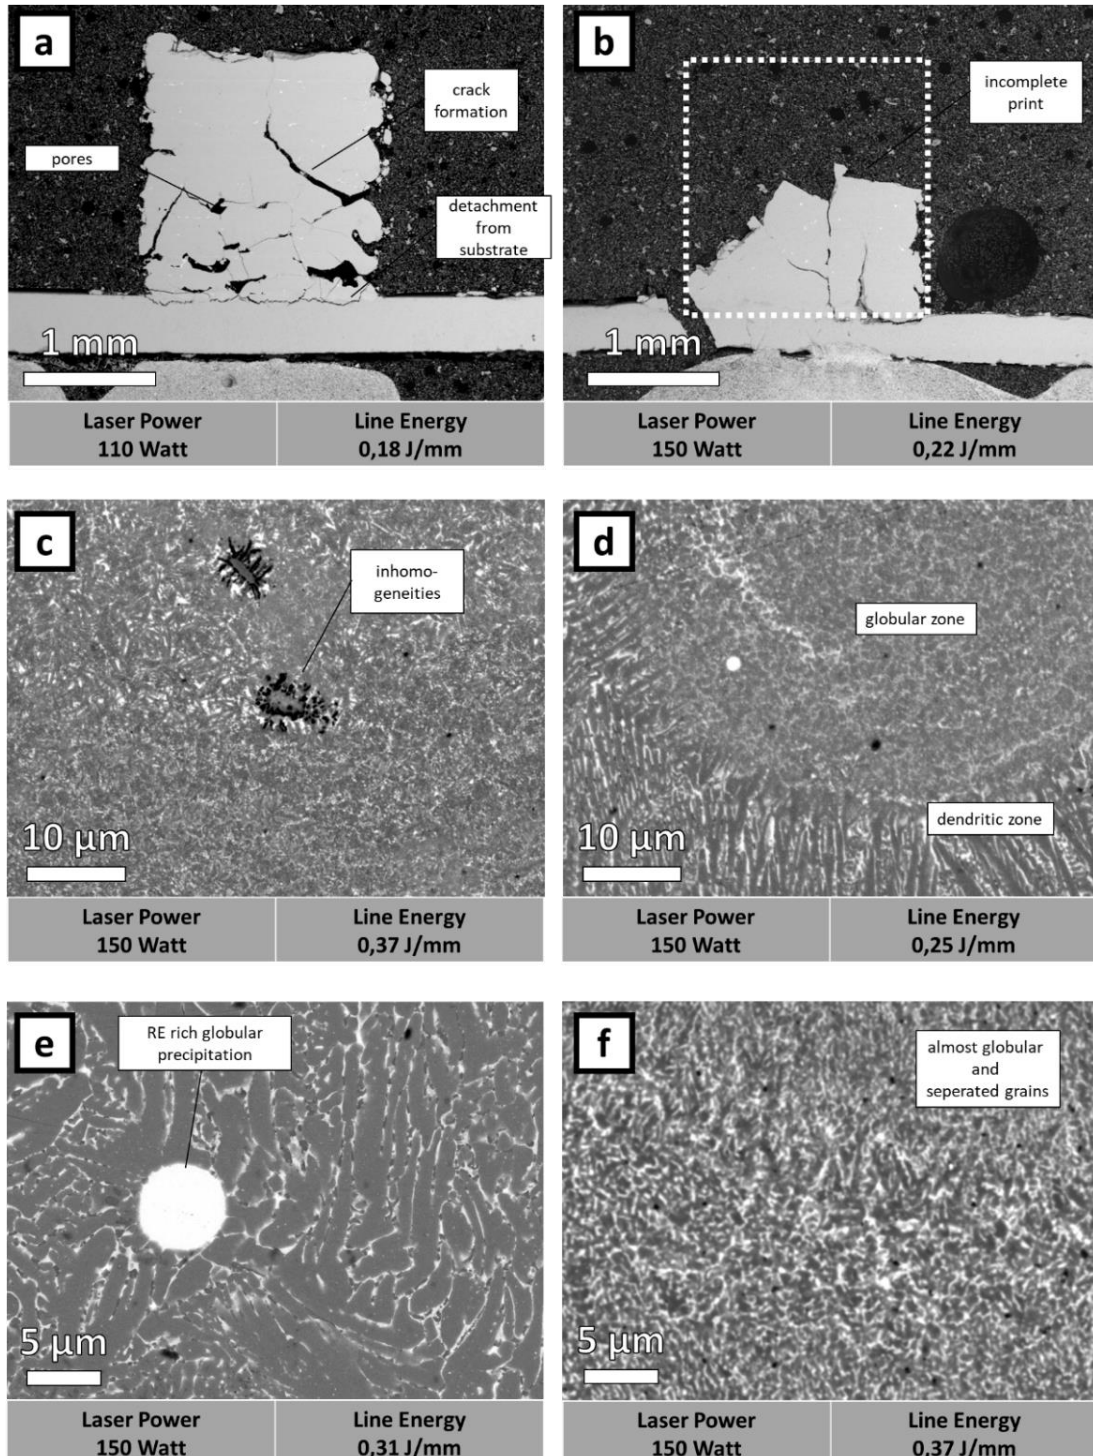 a
crack
formation
pores
detachment
from
substrate
1 mm
Laser Power
110 Watt
Line Energy
0,18 J/mm
b
incomplete
print
1 mm
Laser Power
150 Watt
Line Energy
0,22 J/mm
c
inhomo-
geneities
10 µm
Laser Power
150 Watt
Line Energy
0,37 J/mm
d
globular zone
dendritic zone
10 µm
Laser Power
150 Watt
Line Energy
0,25 J/mm
e
RE rich globular
precipitation
5 µm
Laser Power
150 Watt
Line Energy
0,31 J/mm
f
almost globular
and
seperated grains
5 µm
Laser Power
150 Watt
Line Energy
0,37 J/mm